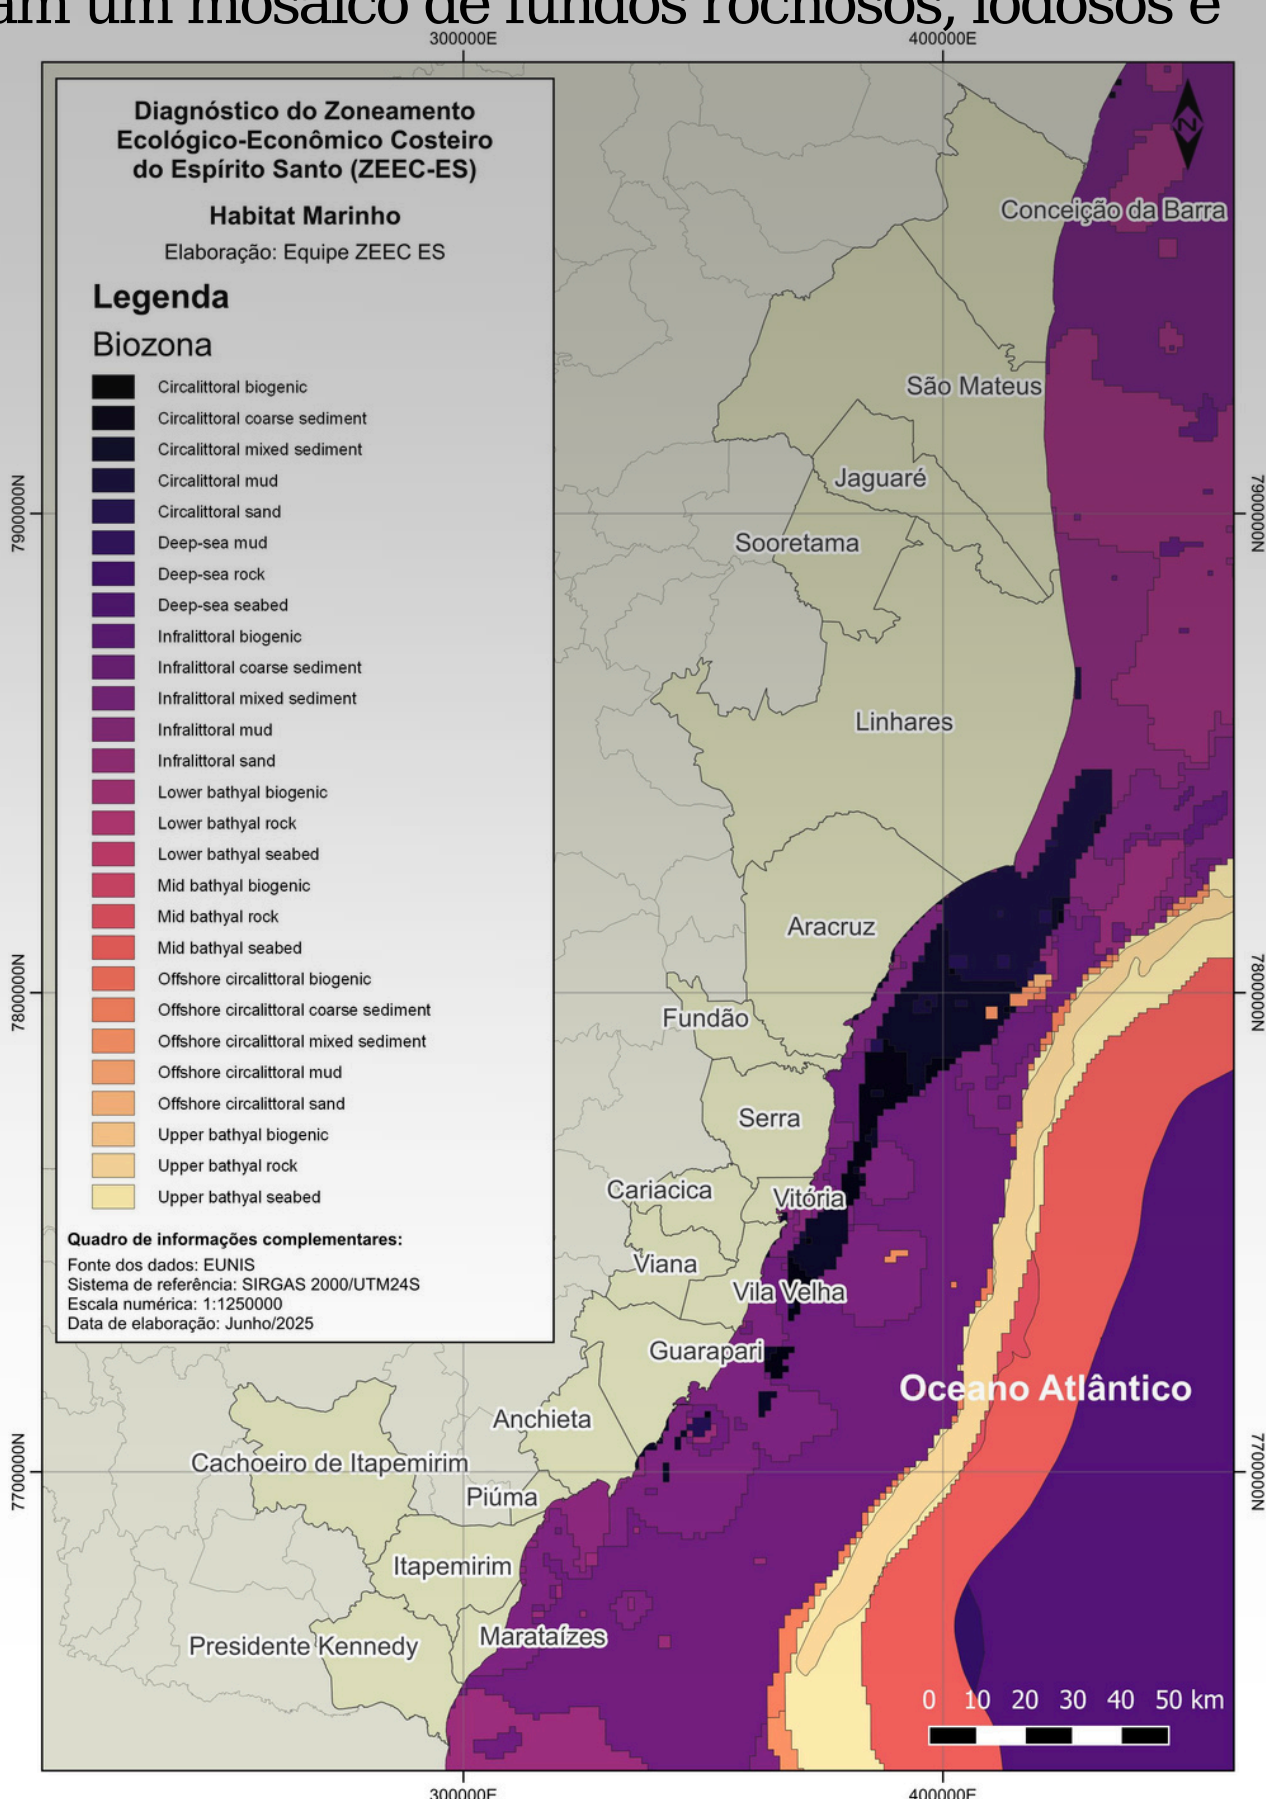 am um mosaico de fundos rochosos, lodosos e
300000E
400000E
Diagnóstico do Zoneamento
Ecológico-Econômico Costeiro
do Espírito Santo (ZEEC-ES)
Habitat Marinho
Elaboração: Equipe ZEEC ES
Legenda
Biozona
Circalittoral biogenic
Circalittoral coarse sediment
Circalittoral mixed sediment
Circalittoral mud
Circalittoral sand
Deep-sea mud
Deep-sea rock
Deep-sea seabed
Infralittoral biogenic
Infralittoral coarse sediment
Infralittoral mixed sediment
Infralittoral mud
Infralittoral sand
Lower bathyal biogenic
Lower bathyal rock
Lower bathyal seabed
Mid bathyal biogenic
Mid bathyal rock
Mid bathyal seabed
Offshore circalittoral biogenic
Offshore circalittoral coarse sediment
Offshore circalittoral mixed sediment
Offshore circalittoral mud
Offshore circalittoral sand
Upper bathyal biogenic
Upper bathyal rock
Upper bathyal seabed
Quadro de informações complementares:
Fonte dos dados: EUNIS
Sistema de referência: SIRGAS 2000/UTM24S
Escala numérica: 1:1250000
Data de elaboração: Junho/2025
N
Conceição da Barra
São Mateus
Jaguaré
Sooretama
Linhares
Aracruz
Fundão
Serra
Cariacica
Vitória
Viana
Vila Velha
Guarapari
Oceano Atlântico
Anchieta
Cachoeiro de Itapemirim
Piúma
Itapemirim
Marataízes
Presidente Kennedy
0 10 20 30 40 50 km
7900000N
7900000N
7800000N
7800000N
7700000N
7700000N
300000E
400000E